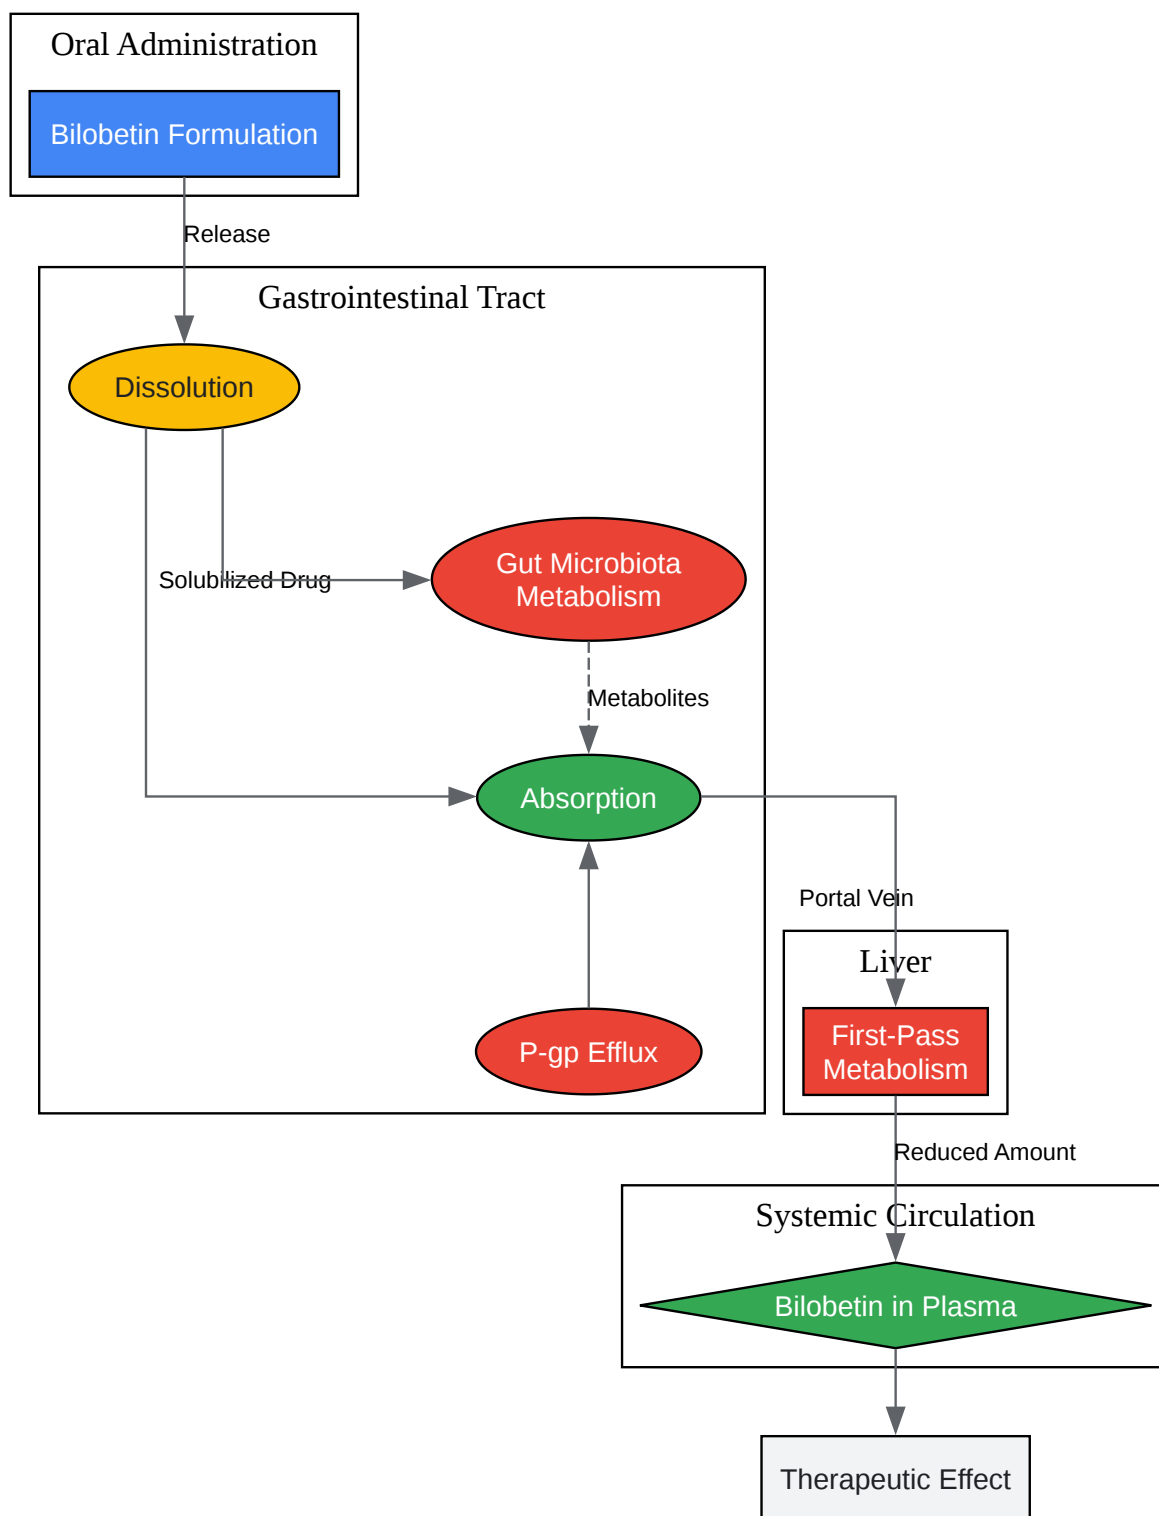 Oral Administration
Bilobetin Formulation
Release
Gastrointestinal Tract
Dissolution
Gut Microbiota
Metabolism
Solubilized Drug
Metabolites
Absorption
Portal Vein
Liver
First-Pass
Metabolism
P-gp Efflux
Reduced Amount
Systemic Circulation
Bilobetin in Plasma
Therapeutic Effect